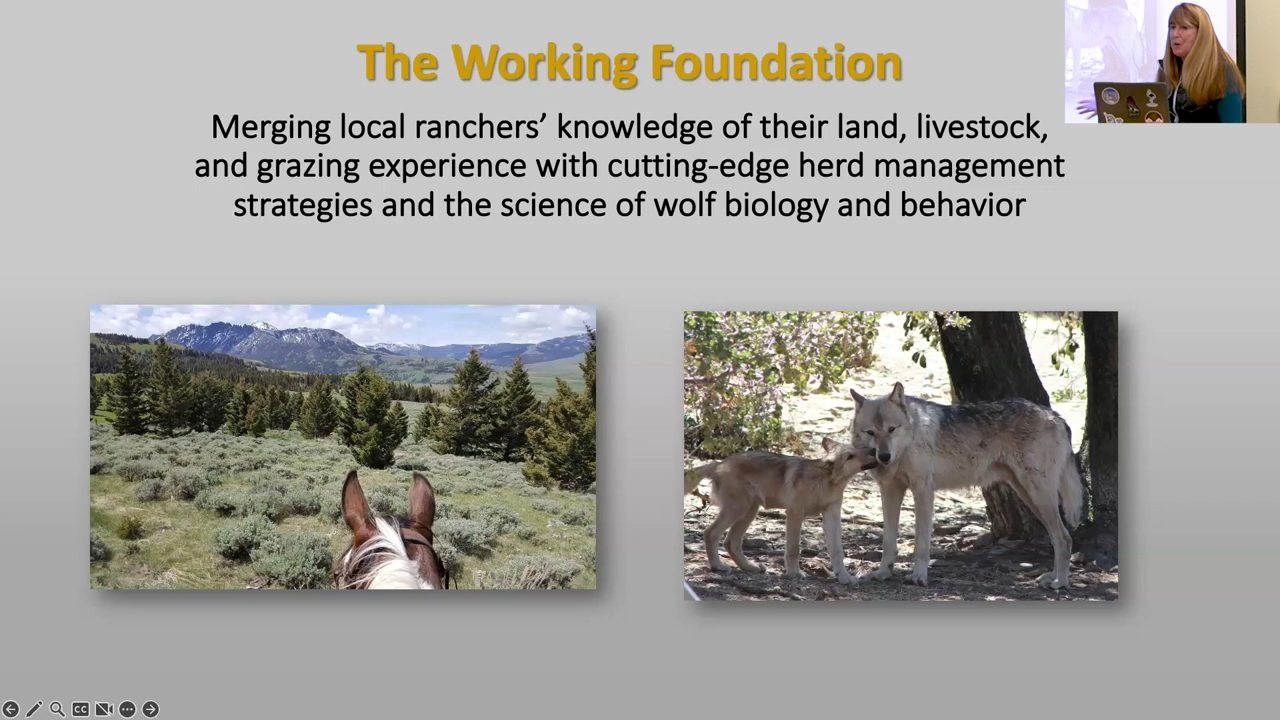 The Working Foundation
Merging local ranchers’ knowledge of their land, livestock,
and grazing experience with cutting-edge herd management
strategies and the science of wolf biology and behavior
CC